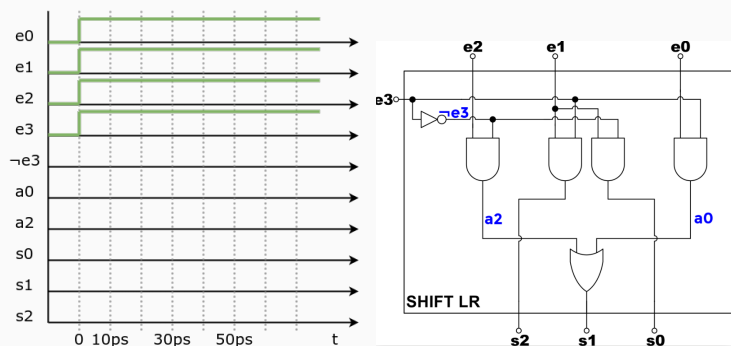 e0
e1
e2
e3
¬e3
a0
a2
s0
s1
s2
0 10ps 30ps 50ps t
e2 e1 e0
e3
¬e3
a2 a0
SHIFT LR
s2 s1 s0